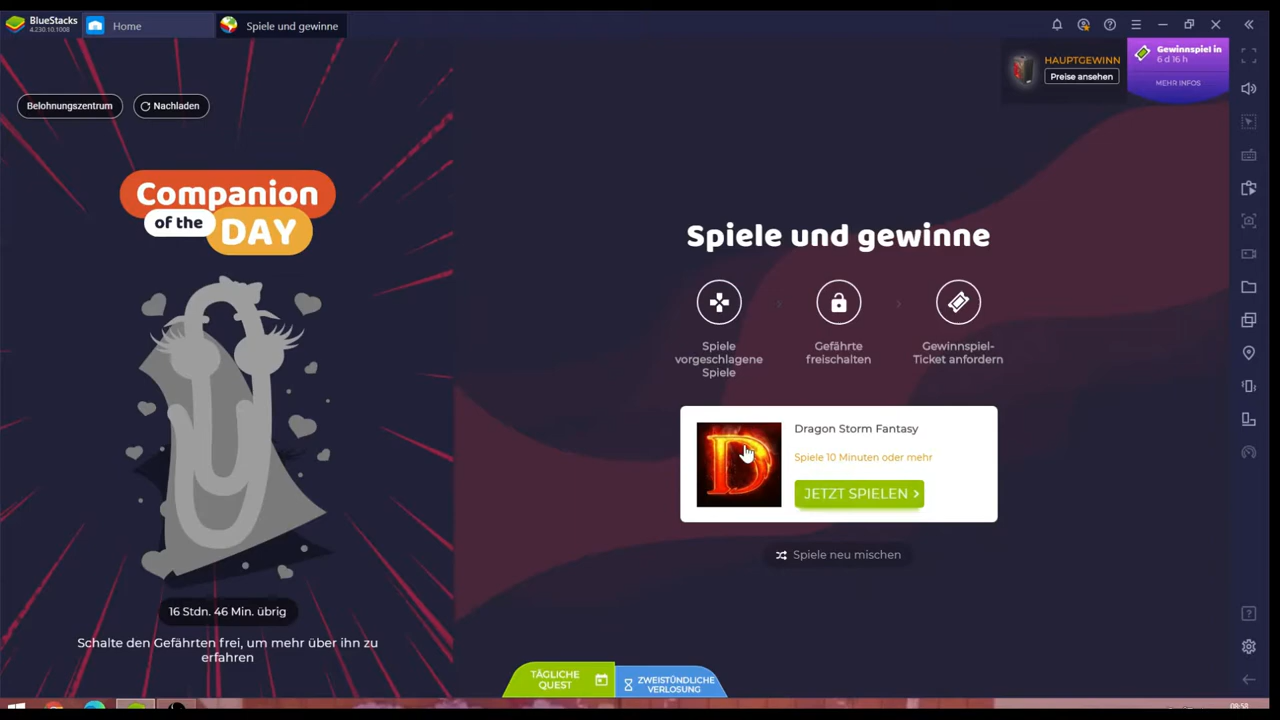 BlueStacks
4.230.10.1008
Home
Spiele und gewinne
HAUPTGEWINN
Preise ansehen
Gewinnspiel in
6 d 16 h
MEHR INFOS
Belohnungszentrum
Nachladen
Companion
of the
DAY
Spiele und gewinne
Spiele
vorgeschlagene
Spiele
Gefährte
freischalten
Gewinnspiel-
Ticket anfordern
D
Dragon Storm Fantasy
Spiele 10 Minuten oder mehr
JETZT SPIELEN
Spiele neu mischen
16 Stdn. 46 Min. übrig
Schalte den Gefährten frei, um mehr über ihn zu
erfahren
TÄGLICHE
QUEST
ZWEISTÜNDLICHE
VERLOSUNG
08:58